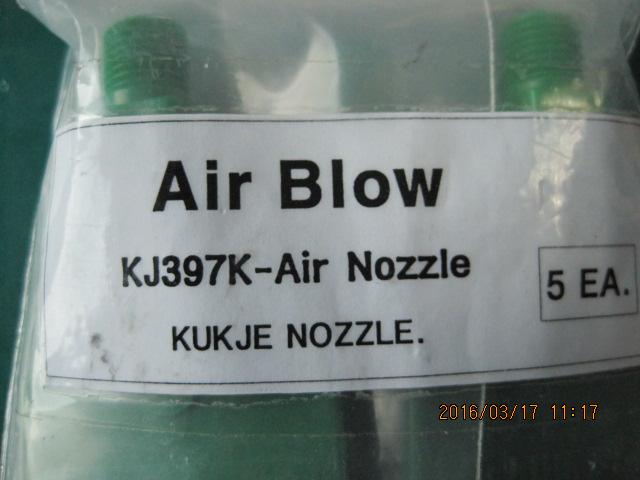 Air Blow
KJ397K-Air Nozzle
5 EA.
KUKJE NOZZLE.
2016/03/17 11:17